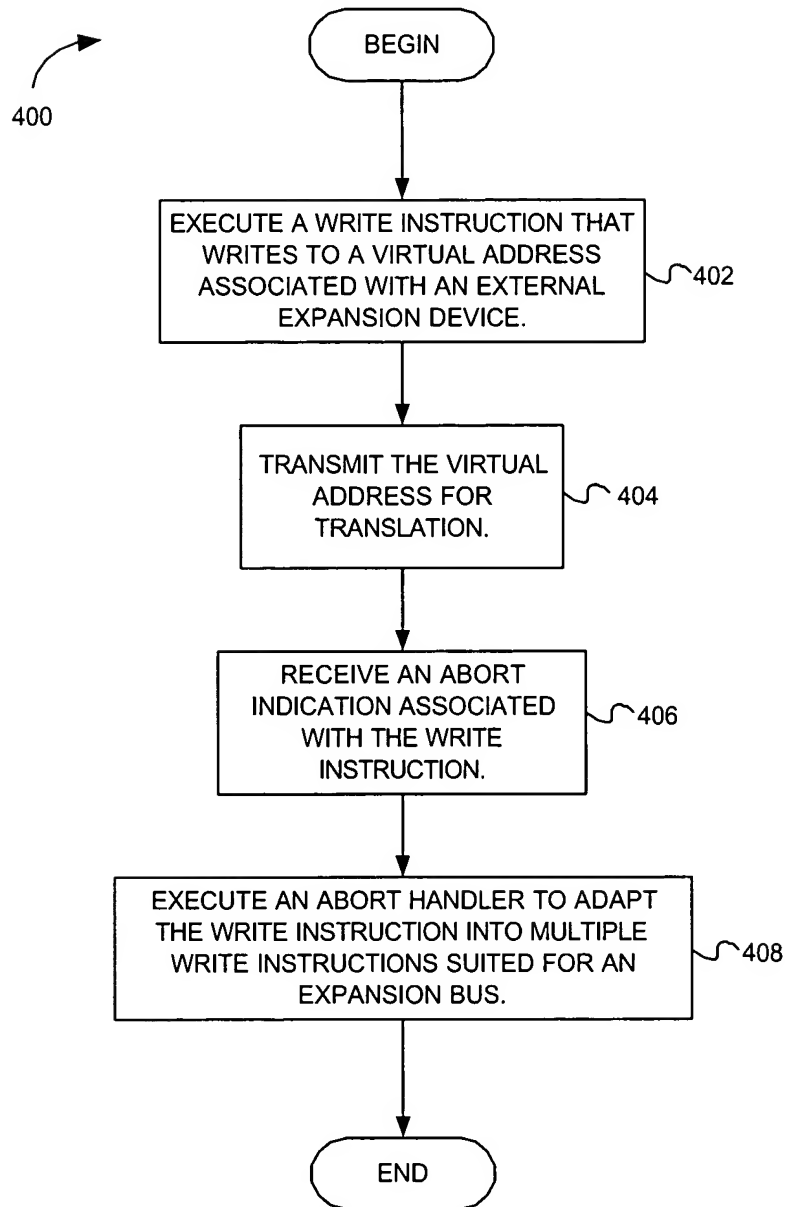 BEGIN
400
EXECUTE A WRITE INSTRUCTION THAT
WRITES TO A VIRTUAL ADDRESS
ASSOCIATED WITH AN EXTERNAL
EXPANSION DEVICE.
402
TRANSMIT THE VIRTUAL
ADDRESS FOR
TRANSLATION.
404
RECEIVE AN ABORT
INDICATION ASSOCIATED
WITH THE WRITE
INSTRUCTION.
406
EXECUTE AN ABORT HANDLER TO ADAPT
THE WRITE INSTRUCTION INTO MULTIPLE
WRITE INSTRUCTIONS SUITED FOR AN
EXPANSION BUS.
408
END